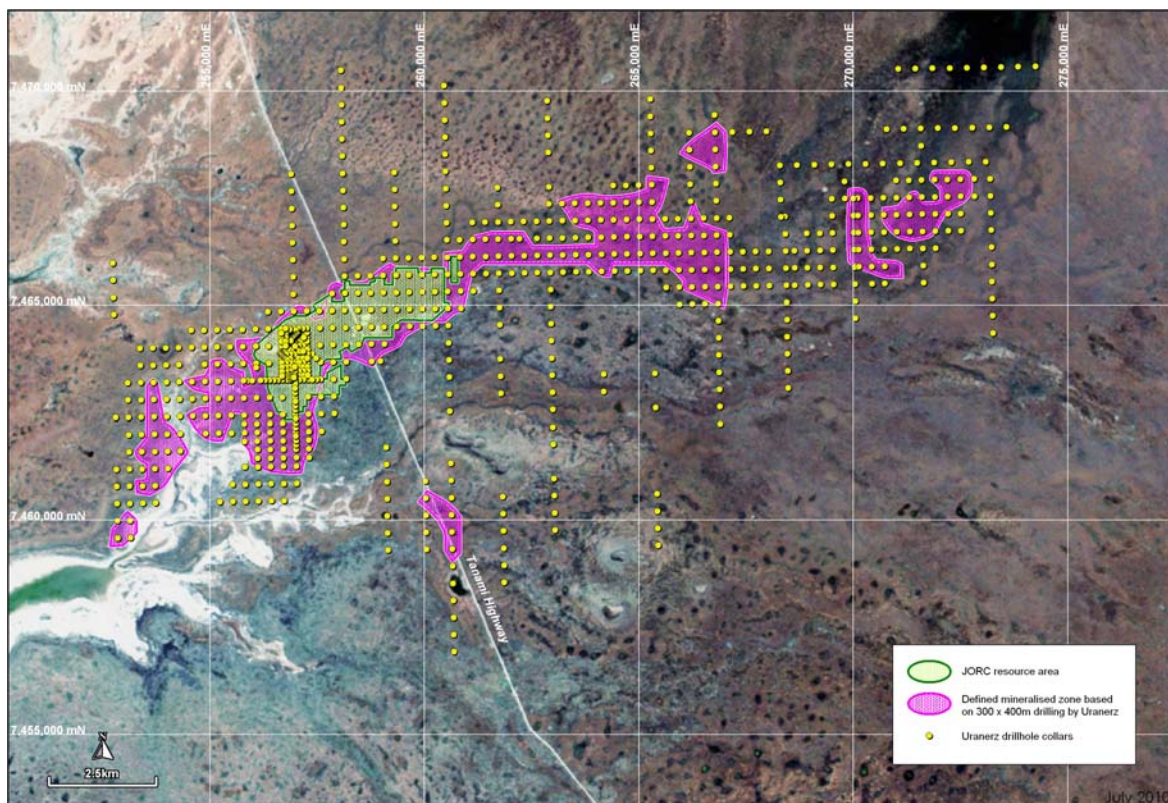 255,000 mE
260,000 mE
265,000 mE
270,000 mE
275,000 mE
7,470,000 mN
7,465,000 mN
7,460,000 mN
7,455,000 mN
Tanami Highway
2.5km
JORC resource area
Defined mineralised zone based
on 300 x 400m drilling by Uranerz
Uranerz drillhole collars